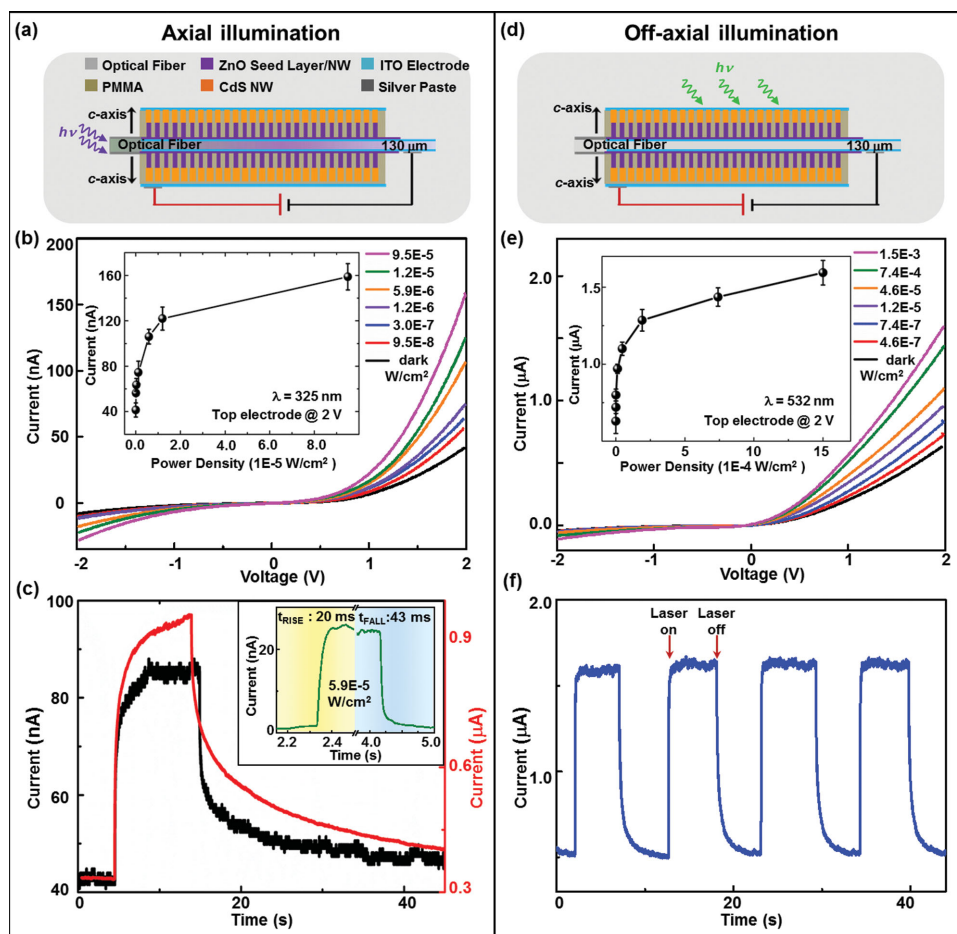 (a) Axial illumination
Optical Fiber ZnO Seed Layer/NW ITO Electrode
PMMA CdS NW Silver Paste
c-axis
hν
Optical Fiber 130 μm
c-axis
(b)
200
150
100
50
0
Current (nA)
-2 -1 0 1 2
Voltage (V)
9.5E-5
1.2E-5
5.9E-6
1.2E-6
3.0E-7
9.5E-8
dark
W/cm²
160
120
80
40
Current (nA)
λ = 325 nm
Top electrode @ 2 V
0.0 2.4 4.8 7.2
Power Density (1E-5 W/cm²)
(c)
100
80
60
40
Current (nA)
0 20 40
Time (s)
0.9
0.6
0.3
Current (μA)
tRISE : 20 ms tFALL:43 ms
30
0
Current (nA)
5.9E-5
W/cm²
2.2 2.4 4.0 5.0
Time (s)
(d) Off-axial illumination
hν
c-axis
Optical Fiber 130 μm
c-axis
(e)
2.0
1.0
0.0
Current (μA)
-2 -1 0 1 2
Voltage (V)
1.5E-3
7.4E-4
4.6E-5
1.2E-5
7.4E-7
4.6E-7
dark
W/cm²
1.5
1.0
Current (μA)
λ = 532 nm
Top electrode @ 2 V
0 5 10 15
Power Density (1E-4 W/cm²)
(f)
2.0
1.0
Current (μA)
Laser Laser
on off
0 20 40
Time (s)